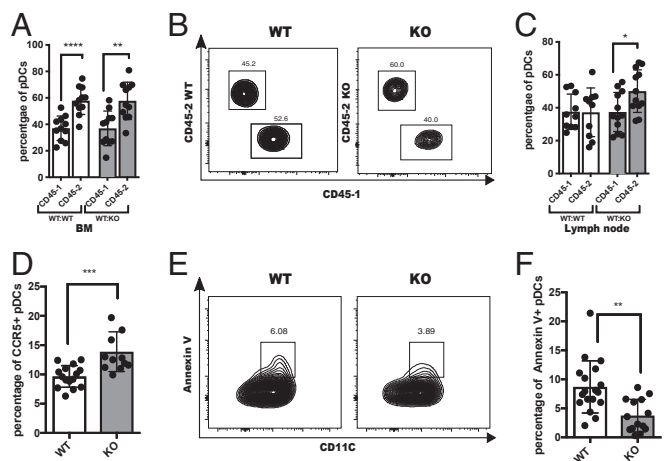 A
percentgae of pDCs
100
80
60
40
20
0
****
**
CD45-1
CD45-2
CD45-1
CD45-2
WT:WT
WT:KO
BM
B
WT
KO
CD45-2 WT
45.2
52.6
CD45-2 KO
60.0
40.0
CD45-1
C
percentage of pDCs
80
60
40
20
0
*
CD45-1
CD45-2
CD45-1
CD45-2
WT:WT
WT:KO
Lymph node
D
percentage of CCR5+ pDCs
25
20
15
10
5
0
***
WT
KO
E
WT
KO
Annexin V
6.08
3.89
CD11C
F
percentage of Annexin V+ pDCs
25
20
15
10
5
0
**
WT
KO